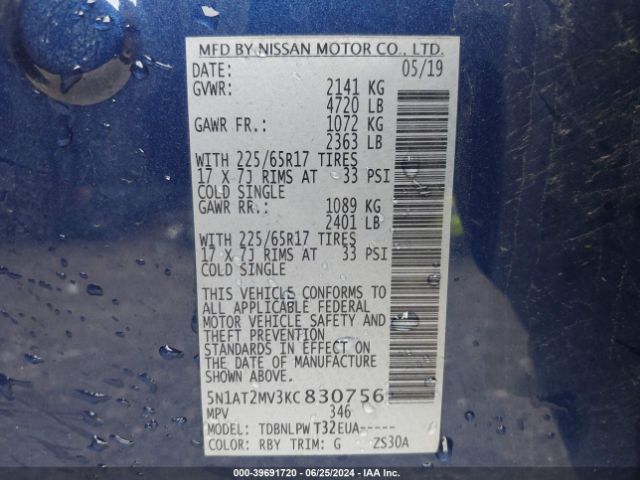 MFD BY NISSAN MOTOR CO., LTD.
DATE: 05/19
GVWR: 2141 KG
4720 LB
GAWR FR.: 1072 KG
2363 LB
WITH 225/65R17 TIRES
17 X 7J RIMS AT 33 PSI
COLD SINGLE
GAWR RR.: 1089 KG
2401 LB
WITH 225/65R17 TIRES
17 X 7J RIMS AT 33 PSI
COLD SINGLE
THIS VEHICLE CONFORMS TO
ALL APPLICABLE FEDERAL
MOTOR VEHICLE SAFETY AND
THEFT PREVENTION
STANDARDS IN EFFECT ON
THE DATE OF MANUFACTURE
SHOWN ABOVE.
5N1AT2MV3KC830756
MPV 346
MODEL: TDBNLPW T32EUA-----
COLOR: RBY TRIM: G ZS30A
000-39691720 - 06/25/2024 - IAA Inc.